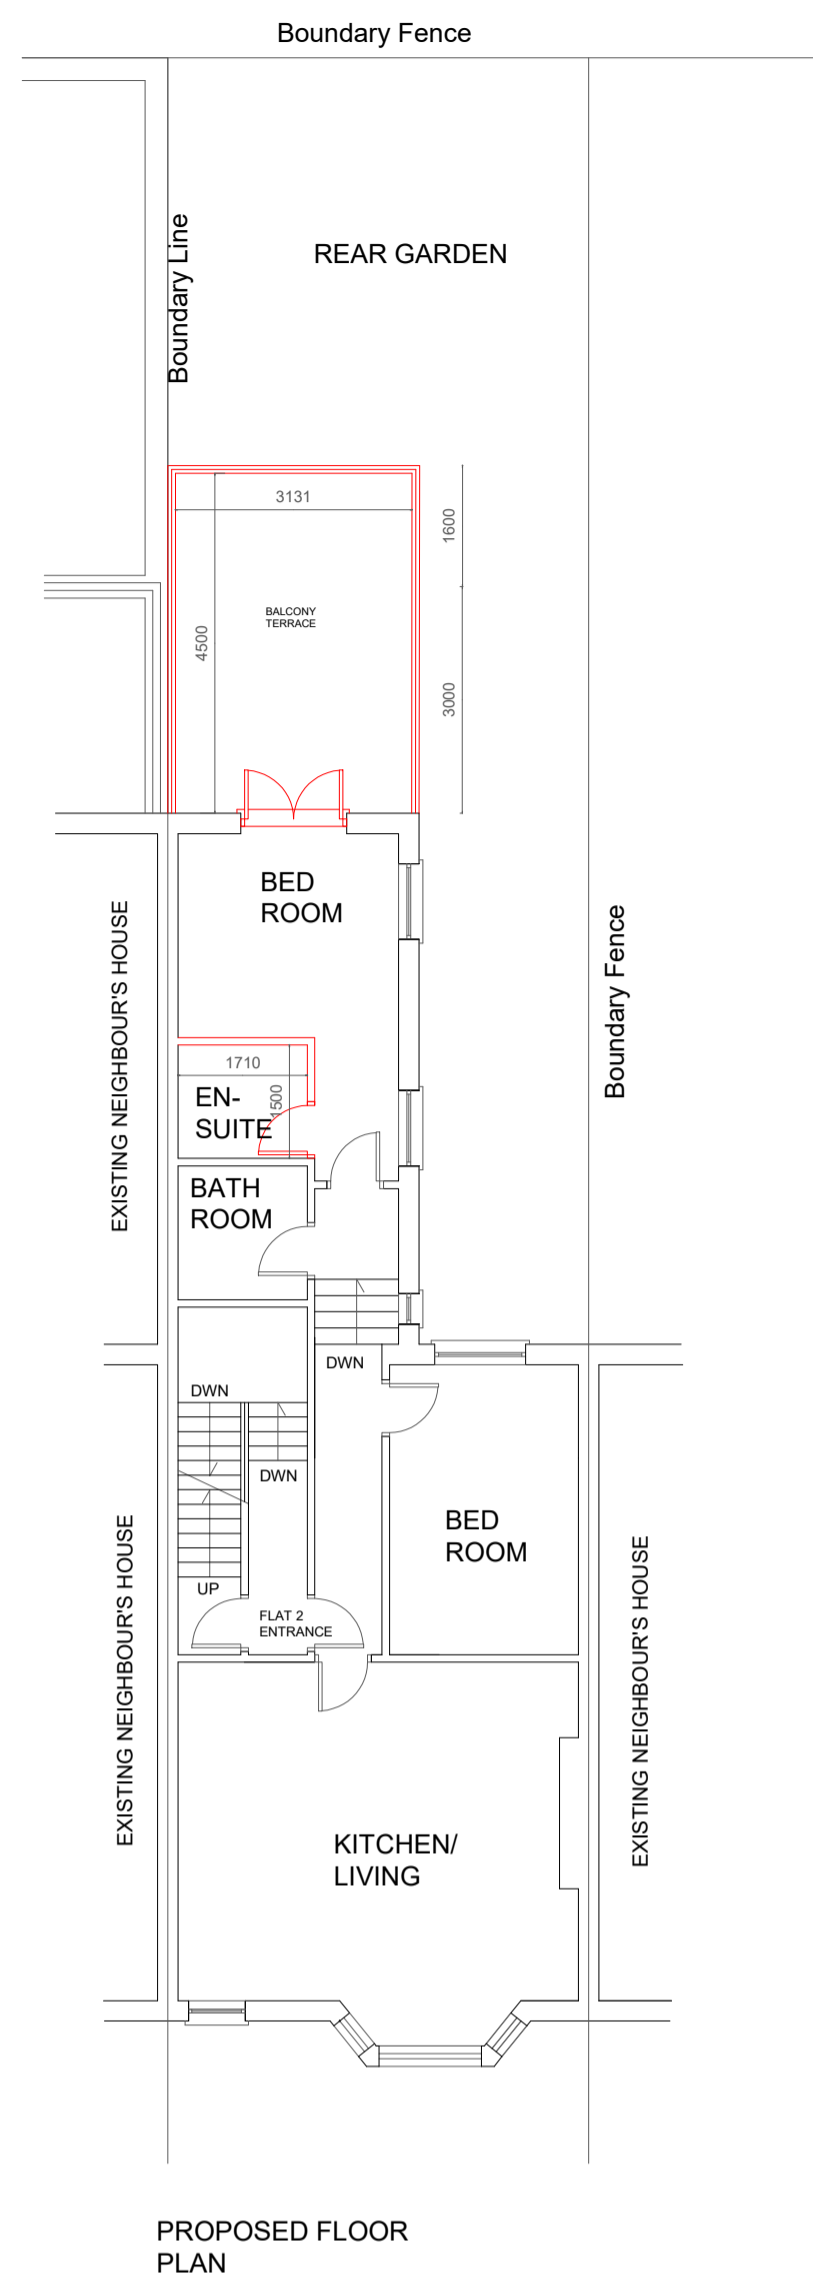 Boundary Fence
Boundary Line
REAR GARDEN
3131
1600
BALCONY
TERRACE
4500
3000
BED
ROOM
EXISTING NEIGHBOUR'S HOUSE
Boundary Fence
1710
1500
EN-
SUITE
BATH
ROOM
DWN
DWN
DWN
BED
ROOM
EXISTING NEIGHBOUR'S HOUSE
EXISTING NEIGHBOUR'S HOUSE
UP
FLAT 2
ENTRANCE
KITCHEN/
LIVING
PROPOSED FLOOR
PLAN